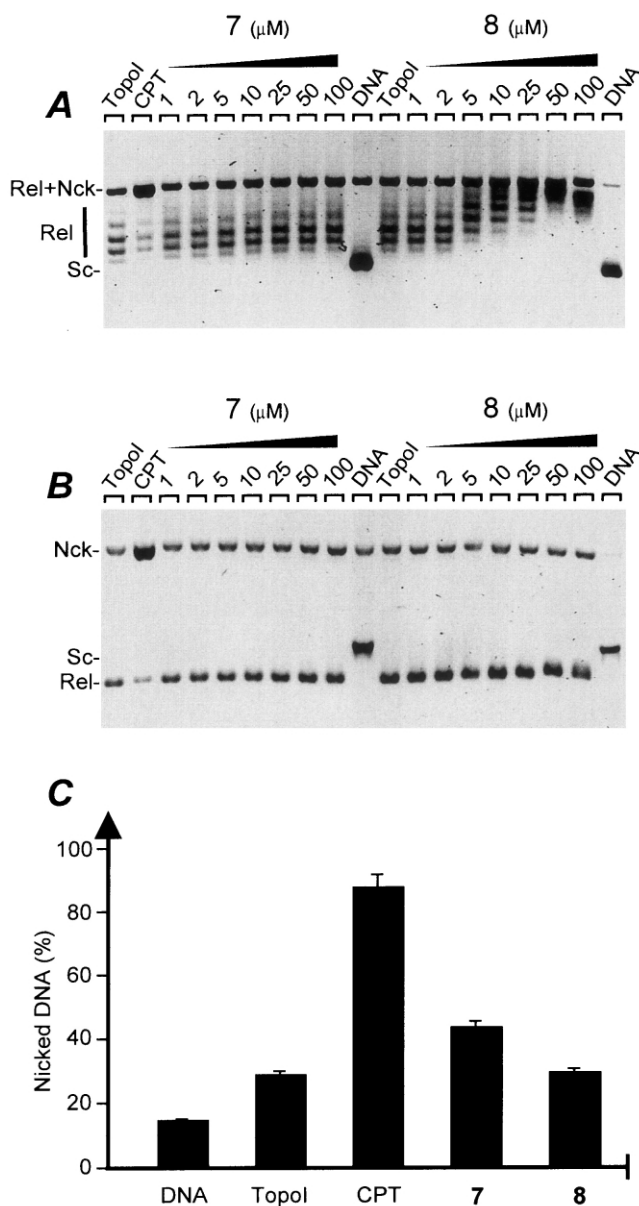 7 (μM) 8 (μM)
A TopoI CPT 1 2 5 10 25 50 100 DNA TopoI 1 2 5 10 25 50 100 DNA
Rel+Nck-
Rel
Sc-
7 (μM) 8 (μM)
B TopoI CPT 1 2 5 10 25 50 100 DNA TopoI 1 2 5 10 25 50 100 DNA
Nck-
Sc-
Rel-
C
Nicked DNA (%)
100
80
60
40
20
0
DNA TopoI CPT 7 8